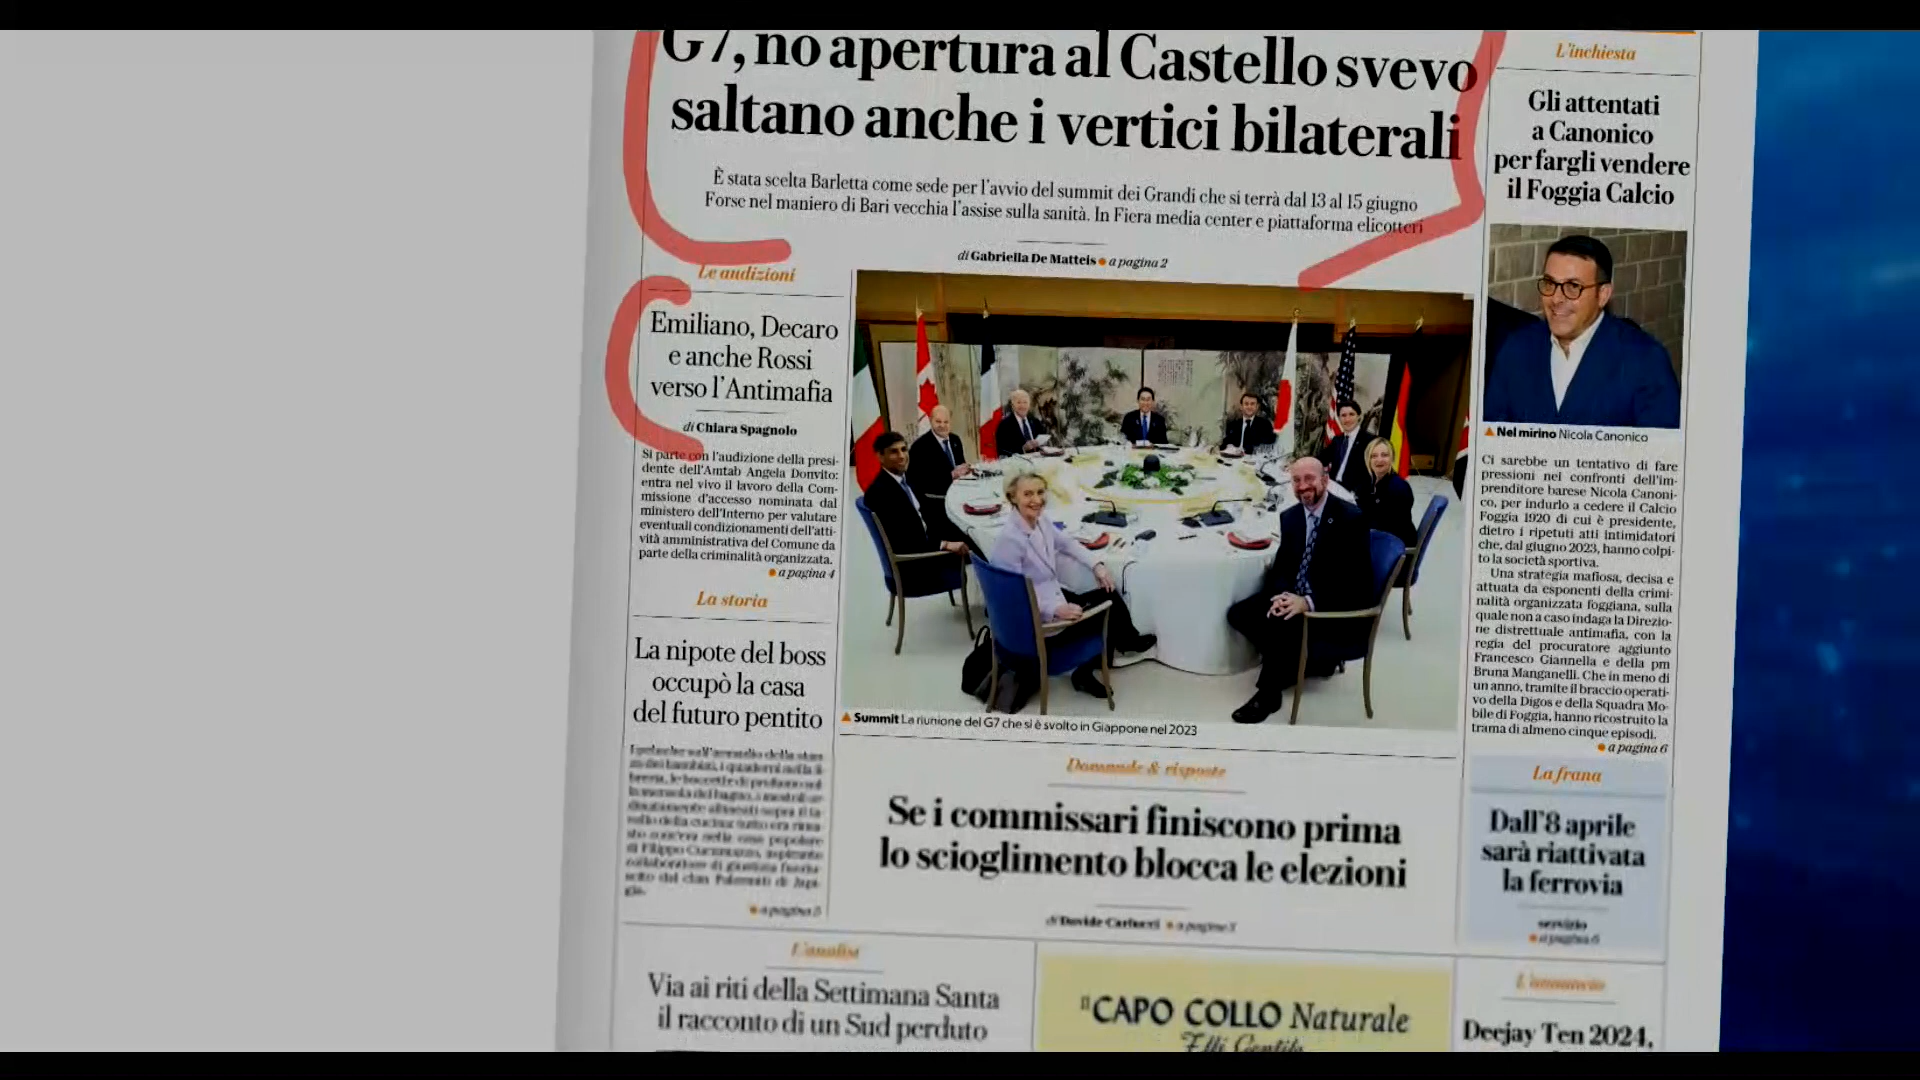 G7, no apertura al Castello svevo
saltano anche i vertici bilaterali
È stata scelta Barletta come sede per l'avvio del summit dei Grandi che si terrà dal 13 al 15 giugno
Forse nel maniero di Bari vecchia l'assise sulla sanità. In Fiera media center e piattaforma elicotteri
di Gabriella De Matteis ● a pagina 2
Le audizioni
Emiliano, Decaro
e anche Rossi
verso l'Antimafia
di Chiara Spagnolo
Si parte con l'audizione della presi-
dente dell'Amtab Angela Donvito:
entra nel vivo il lavoro della Com-
missione d'accesso nominata dal
ministero dell'Interno per valutare
eventuali condizionamenti dell'atti-
vità amministrativa del Comune da
parte della criminalità organizzata.
● a pagina 4
La storia
La nipote del boss
occupò la casa
del futuro pentito
● a pagina 5
▲ Summit La riunione del G7 che si è svolto in Giappone nel 2023
Domande & risposte
Se i commissari finiscono prima
lo scioglimento blocca le elezioni
di Davide Carlucci ● a pagina
L'inchiesta
Gli attentati
a Canonico
per fargli vendere
il Foggia Calcio
▲ Nel mirino Nicola Canonico
Ci sarebbe un tentativo di fare
pressioni nei confronti dell'im-
prenditore barese Nicola Canoni-
co, per indurlo a cedere il Calcio
Foggia 1920 di cui è presidente,
dietro i ripetuti atti intimidatori
che, dal giugno 2023, hanno colpi-
to la società sportiva.
Una strategia mafiosa, decisa e
attuata da esponenti della crimi-
nalità organizzata foggiana, sulla
quale non a caso indaga la Direzio-
ne distrettuale antimafia, con la
regia del procuratore aggiunto
Francesco Giannella e della pm
Bruna Manganelli. Che in meno di
un anno, tramite il braccio operati-
vo della Digos e della Squadra Mo-
bile di Foggia, hanno ricostruito la
trama di almeno cinque episodi.
● a pagina 6
La frana
Dall'8 aprile
sarà riattivata
la ferrovia
servizio
● a pagina 6
L'analisi
Via ai riti della Settimana Santa
il racconto di un Sud perduto
Il CAPO COLLO Naturale
F.lli Gentile
L'annuncio
Deejay Ten 2024,